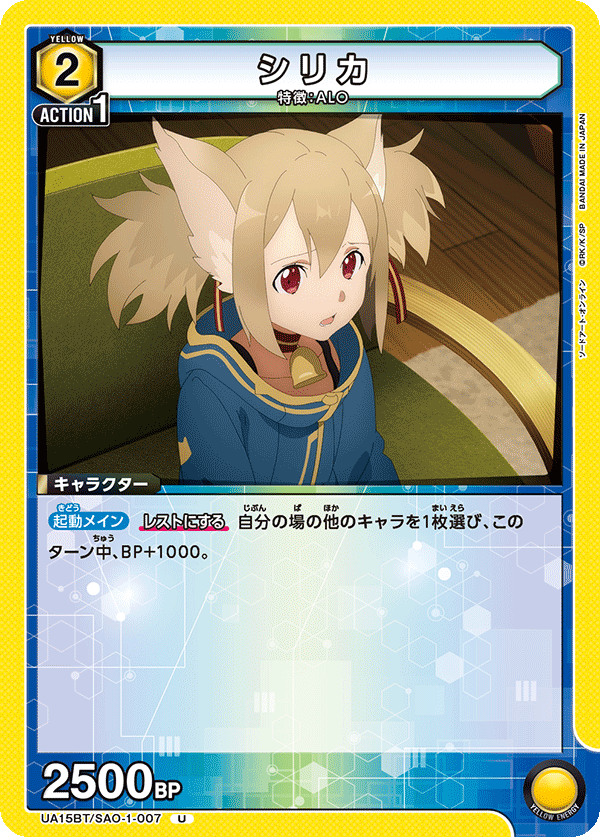 YELLOW
2
ACTION 1
シリカ
特徴:ALO
BANDAI MADE IN JAPAN
©RK/K/SP
ソードアート・オンライン
キャラクター
起動メイン レストにする 自分の場の他のキャラを1枚選び、この
ターン中、BP+1000。
2500BP
YELLOW ENERGY
UA15BT/SAO-1-007 U